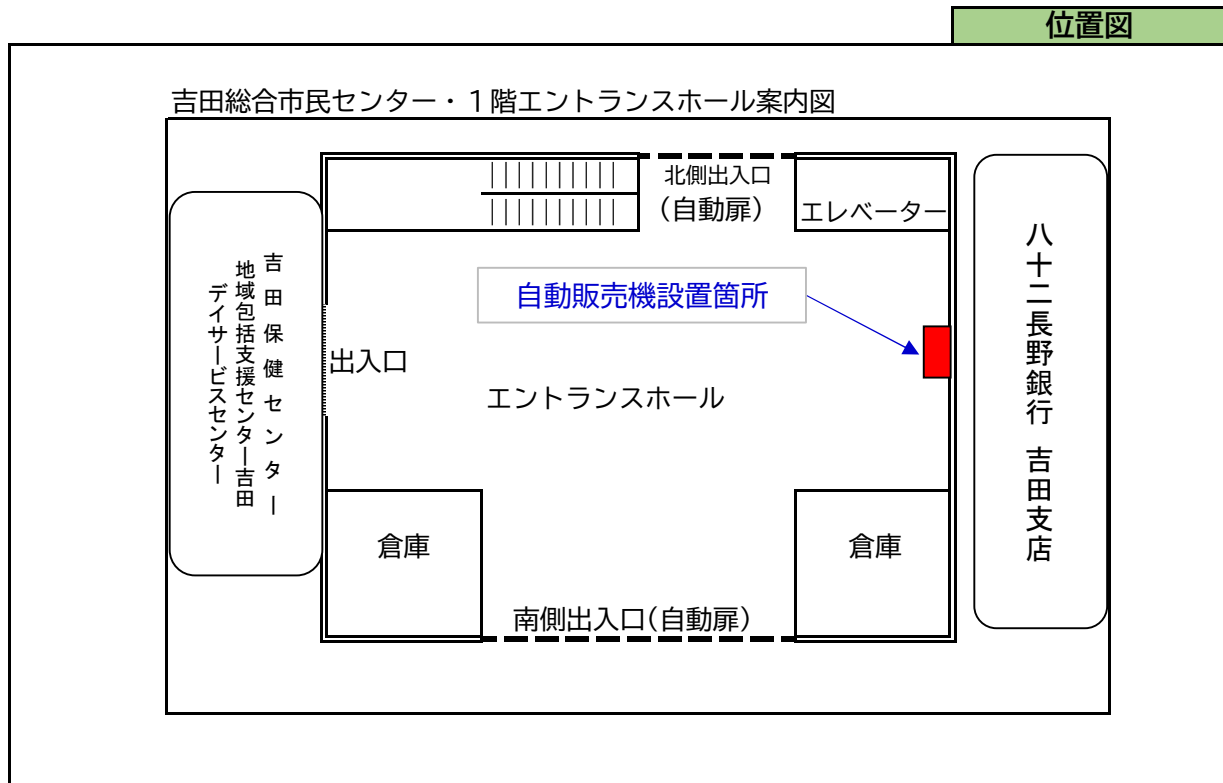 位置図
吉田総合市民センター・１階エントランスホール案内図
北側出入口
(自動扉)
エレベーター
自動販売機設置箇所
吉田保健センター
地域包括支援センター吉田
デイサービスセンター
出入口
エントランスホール
八十二長野銀行 吉田支店
倉庫
倉庫
南側出入口(自動扉)